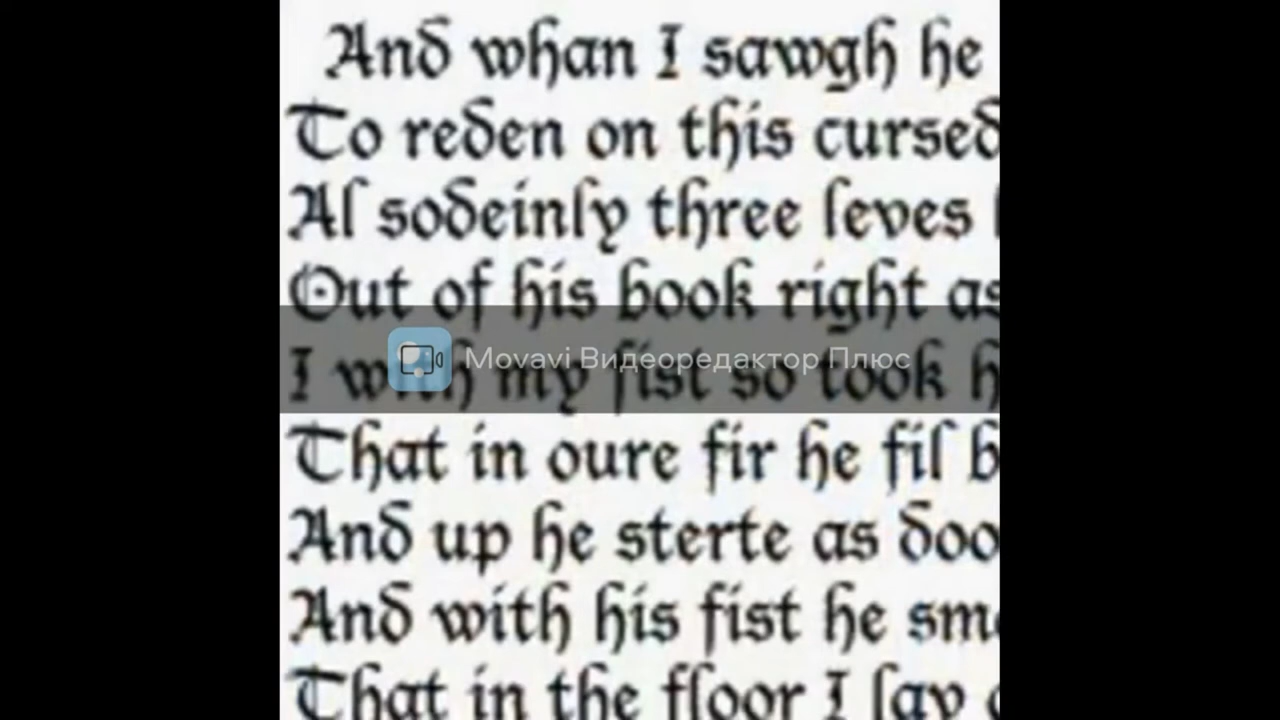 And whan I sawgh he
To reden on this cursed
Al sodeinly three leves
Out of his book right as
Movavi Видеоредактор Плюс
I with my fist so took h
That in oure fir he fil b
And up he sterte as doo
And with his fist he smo
That in the floor I lay